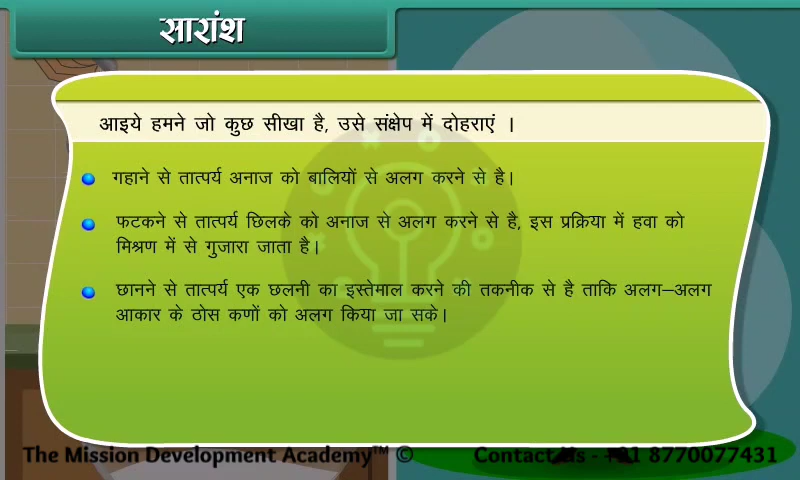 सारांश
आइये हमने जो कुछ सीखा है, उसे संक्षेप में दोहराएं ।
गहाने से तात्पर्य अनाज को बालियों से अलग करने से है।
फटकने से तात्पर्य छिलके को अनाज से अलग करने से है, इस प्रक्रिया में हवा को
मिश्रण में से गुजारा जाता है।
छानने से तात्पर्य एक छलनी का इस्तेमाल करने की तकनीक से है ताकि अलग–अलग
आकार के ठोस कणों को अलग किया जा सके।
The Mission Development Academy™ © Contact Us - +91 8770077431